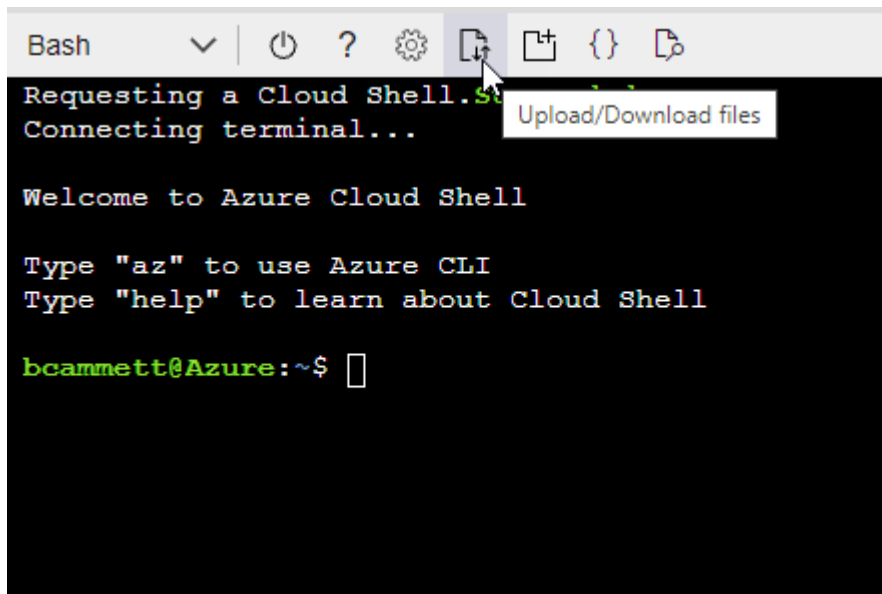 Bash
?
{}
Requesting a Cloud Shell.
Upload/Download files
Connecting terminal...
Welcome to Azure Cloud Shell
Type "az" to use Azure CLI
Type "help" to learn about Cloud Shell
bcammett@Azure:~$